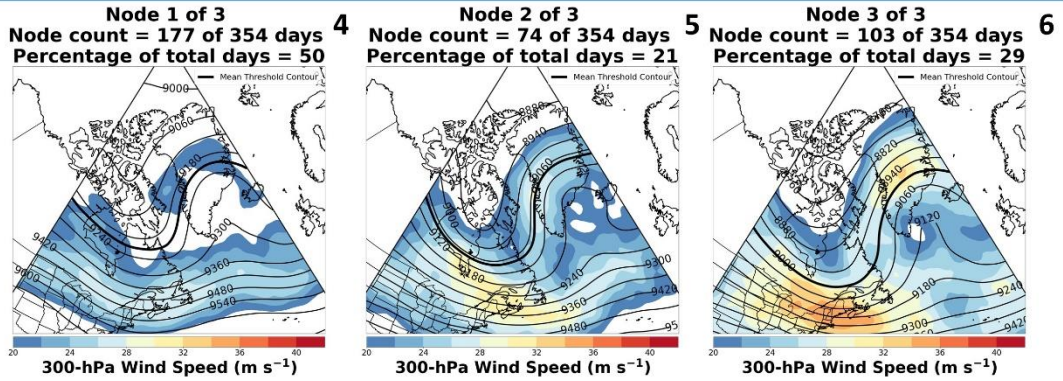 Node 1 of 3
Node count = 177 of 354 days
Percentage of total days = 50
4
Mean Threshold Contour
9000
9060
9180
9240
9300
9420
9360
9600
9480
9540
20 24 28 32 36 40
300-hPa Wind Speed (m s⁻¹)
Node 2 of 3
Node count = 74 of 354 days
Percentage of total days = 21
5
Mean Threshold Contour
8880
8940
9060
9000
9120
9180
9240
9300
9360
9420
9480
20 24 28 32 36 40
300-hPa Wind Speed (m s⁻¹)
Node 3 of 3
Node count = 103 of 354 days
Percentage of total days = 29
6
Mean Threshold Contour
8820
8940
9060
9120
8880
9000
9180
9240
9300
20 24 28 32 36 40
300-hPa Wind Speed (m s⁻¹)